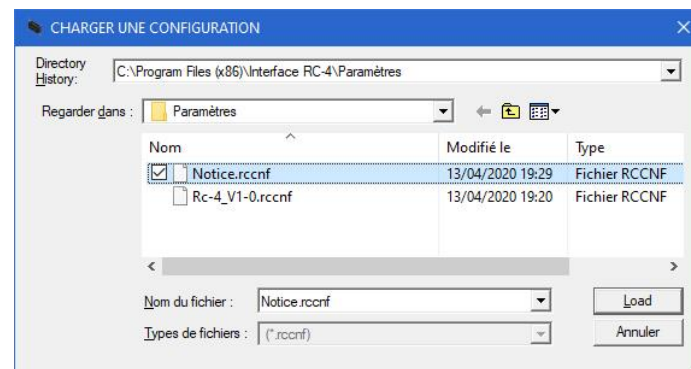 CHARGER UNE CONFIGURATION
Directory History: C:\Program Files (x86)\Interface RC-4\Paramètres
Regarder dans : Paramètres
Nom Modifié le Type
Notice.rccnf 13/04/2020 19:29 Fichier RCCNF
Rc-4_V1-0.rccnf 13/04/2020 19:20 Fichier RCCNF
Nom du fichier : Notice.rccnf Load
Types de fichiers : (*.rccnf) Annuler